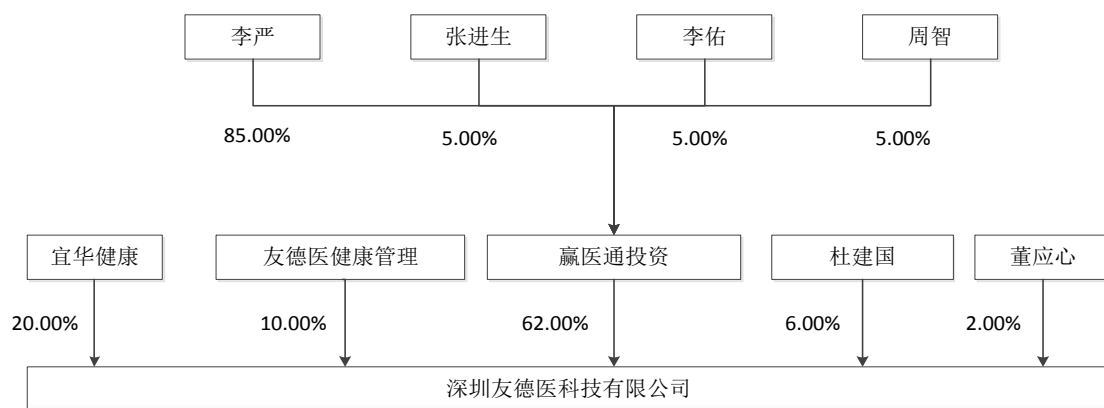 李严 张进生 李佑 周智
85.00% 5.00% 5.00% 5.00%
宜华健康 友德医健康管理 赢医通投资 杜建国 董应心
20.00% 10.00% 62.00% 6.00% 2.00%
深圳友德医科技有限公司